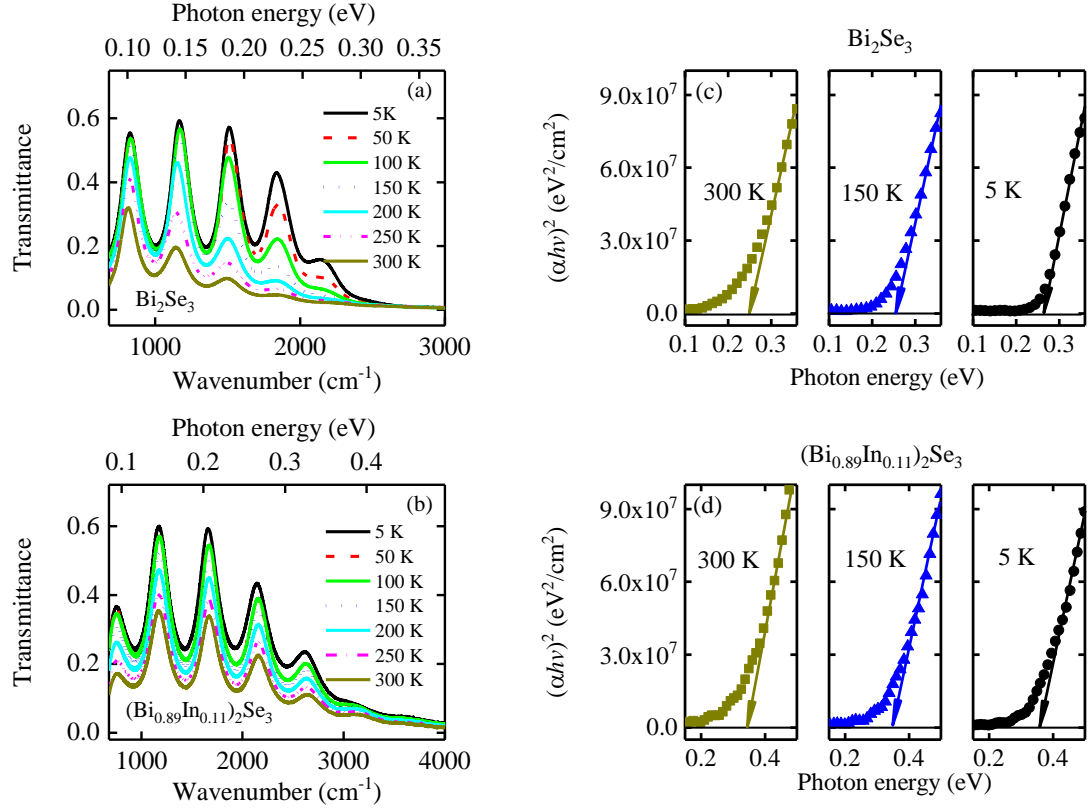 Photon energy (eV)
0.10 0.15 0.20 0.25 0.30 0.35
(a)
0.6
0.4
0.2
0.0
Transmittance
5K
50 K
100 K
150 K
200 K
250 K
300 K
Bi₂Se₃
1000 2000 3000
Wavenumber (cm⁻¹)
Bi₂Se₃
(c)
9.0x10⁷
6.0x10⁷
3.0x10⁷
0.0
(αhν)² (eV²/cm²)
300 K
150 K
5 K
0.1 0.2 0.3 0.1 0.2 0.3 0.1 0.2 0.3
Photon energy (eV)
Photon energy (eV)
0.1 0.2 0.3 0.4
(b)
0.6
0.4
0.2
0.0
Transmittance
5 K
50 K
100 K
150 K
200 K
250 K
300 K
(Bi₀.₈₉In₀.₁₁)₂Se₃
1000 2000 3000 4000
Wavenumber (cm⁻¹)
(Bi₀.₈₉In₀.₁₁)₂Se₃
(d)
9.0x10⁷
6.0x10⁷
3.0x10⁷
0.0
(αhν)² (eV²/cm²)
300 K
150 K
5 K
0.2 0.4 0.2 0.4 0.2 0.4
Photon energy (eV)